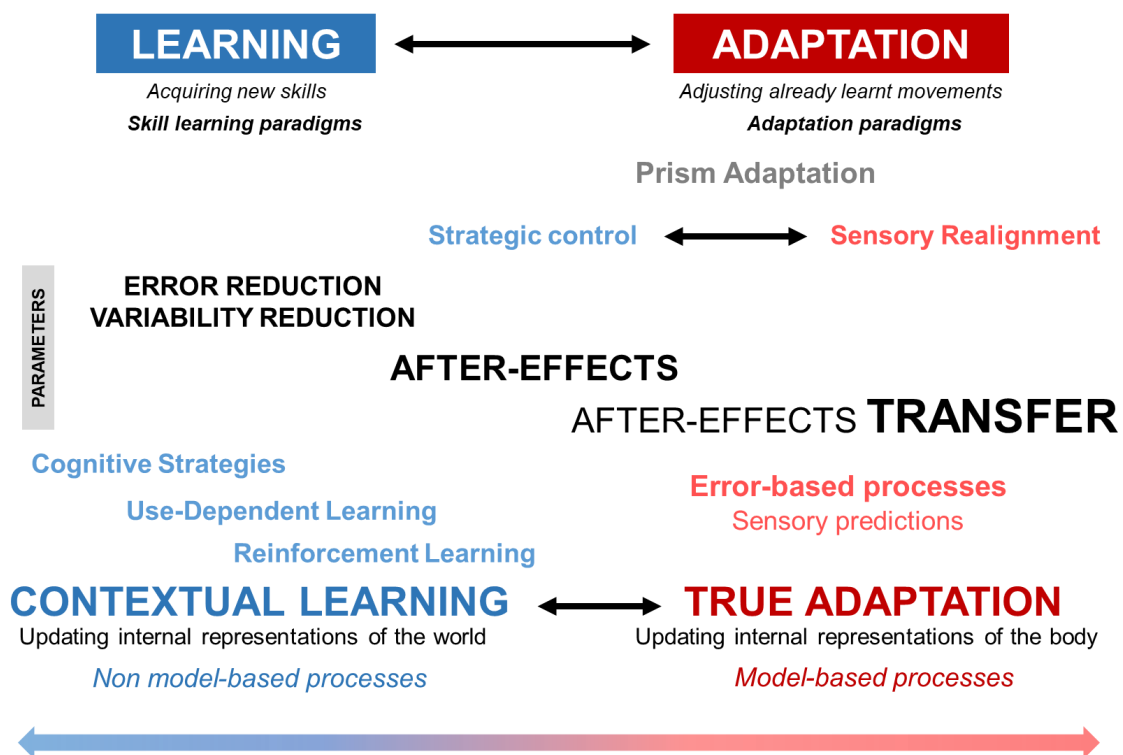 LEARNING
ADAPTATION
Acquiring new skills
Adjusting already learnt movements
Skill learning paradigms
Adaptation paradigms
Prism Adaptation
Strategic control
Sensory Realignment
PARAMETERS
ERROR REDUCTION
VARIABILITY REDUCTION
AFTER-EFFECTS
AFTER-EFFECTS TRANSFER
Cognitive Strategies
Use-Dependent Learning
Reinforcement Learning
Error-based processes
Sensory predictions
CONTEXTUAL LEARNING
TRUE ADAPTATION
Updating internal representations of the world
Updating internal representations of the body
Non model-based processes
Model-based processes